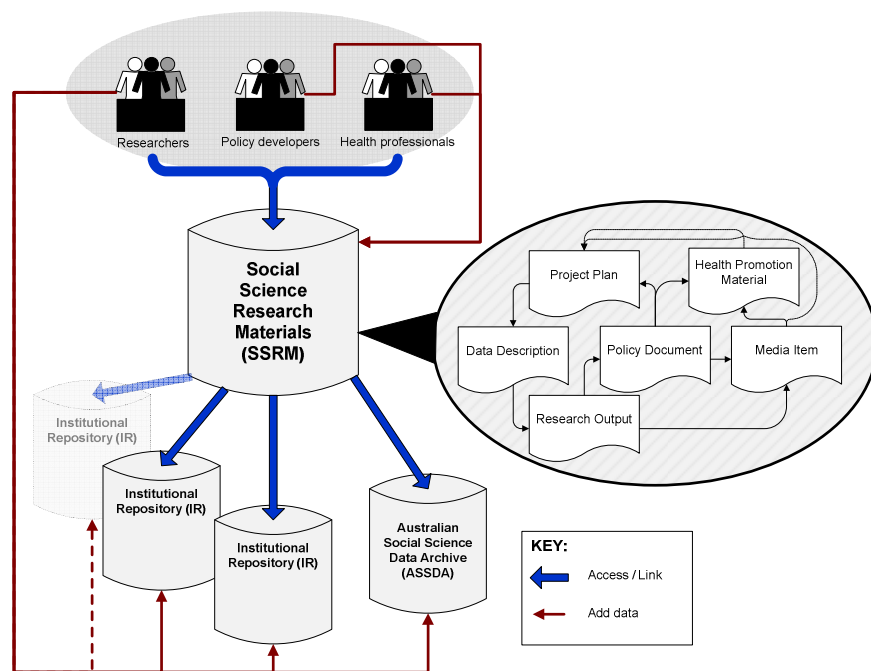 Researchers
Policy developers
Health professionals
Social
Science
Research
Materials
(SSRM)
Project Plan
Health Promotion
Material
Data Description
Policy Document
Media Item
Research Output
Institutional
Repository (IR)
Institutional
Repository (IR)
Institutional
Repository (IR)
Australian
Social Science
Data Archive
(ASSDA)
KEY:
Access / Link
Add data